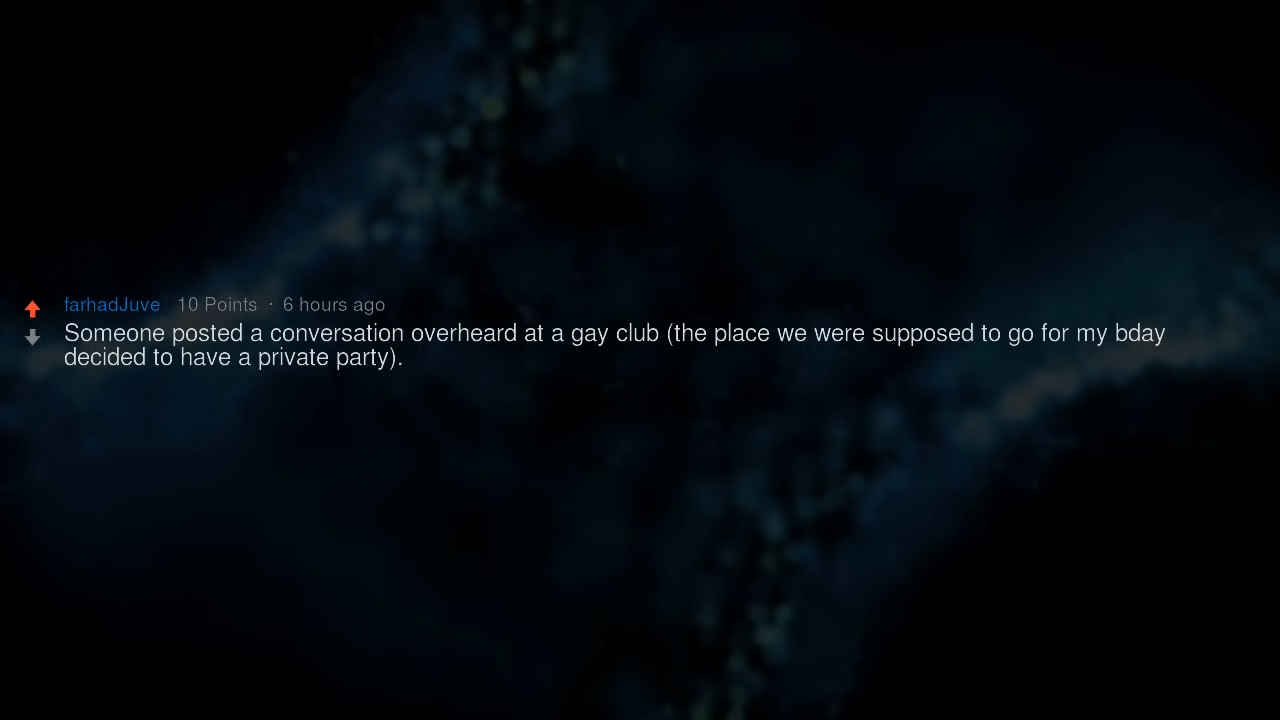 farhadJuve 10 Points · 6 hours ago
Someone posted a conversation overheard at a gay club (the place we were supposed to go for my bday
decided to have a private party).